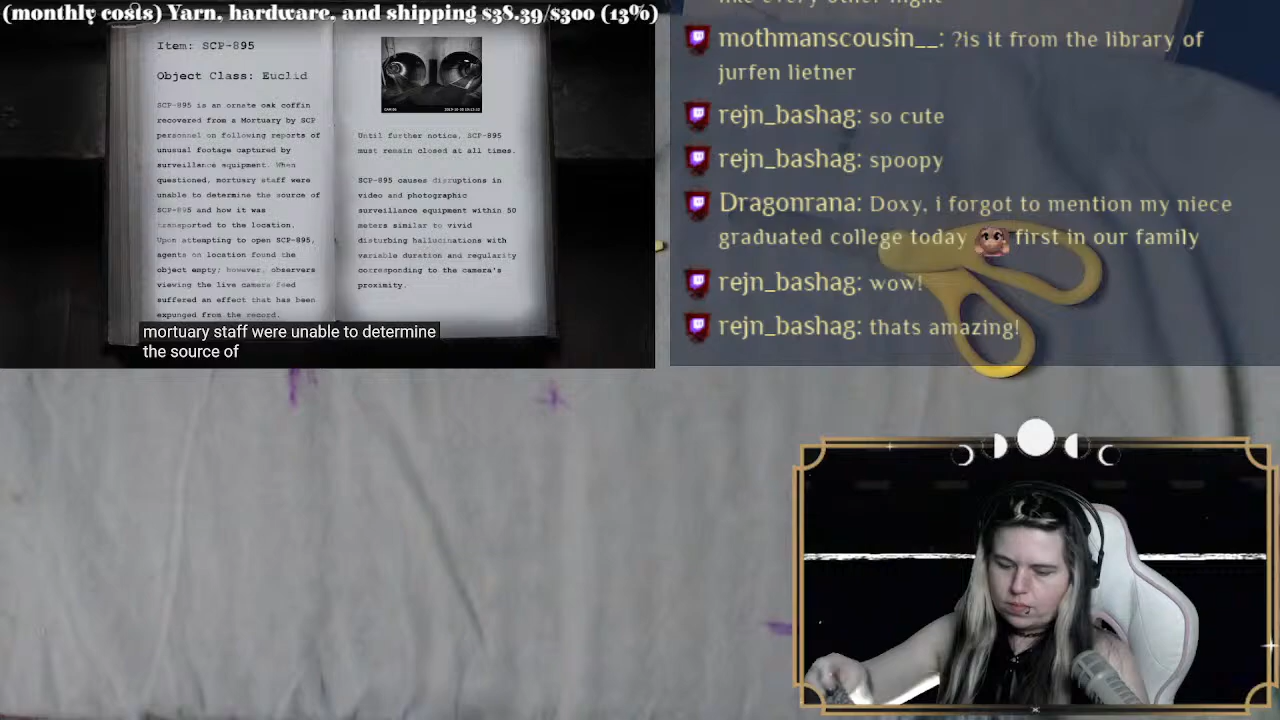 (monthly costs) Yarn, hardware, and shipping $38.39/$300 (13%)
Item: SCP-895
Object Class: Euclid
SCP-895 is an ornate oak coffin
recovered from a Mortuary by SCP
personnel on following reports of
unusual footage captured by
surveillance equipment. When
questioned, mortuary staff were
unable to determine the source of
SCP-895 and how it was
transported to the location.
Upon attempting to open SCP-895,
agents on location found the
object empty; however, observers
viewing the live camera feed
suffered an effect that has been
expunged from the record.
Until further notice, SCP-895
must remain closed at all times.
SCP-895 causes disruptions in
video and photographic
surveillance equipment within 50
meters similar to vivid
disturbing hallucinations with
variable duration and regularity
corresponding to the camera's
proximity.
mortuary staff were unable to determine
the source of
like every other night
mothmanscousin__: ?is it from the library of
jurfen lietner
rejn_bashag: so cute
rejn_bashag: spoopy
Dragonrana: Doxy, i forgot to mention my niece
graduated college today first in our family
rejn_bashag: wow!
rejn_bashag: thats amazing!